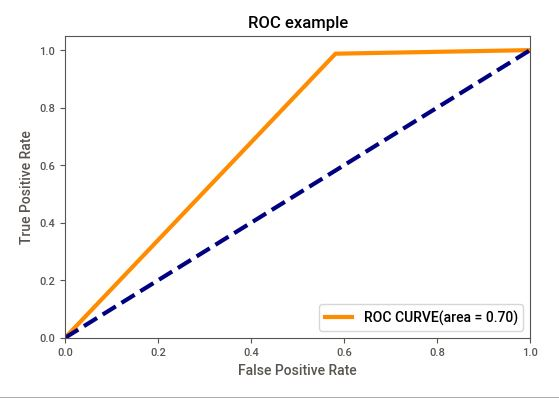 ROC example
1.0
0.8
0.6
0.4
0.2
0.0
True Positive Rate
ROC CURVE(area = 0.70)
0.0 0.2 0.4 0.6 0.8 1.0
False Positive Rate